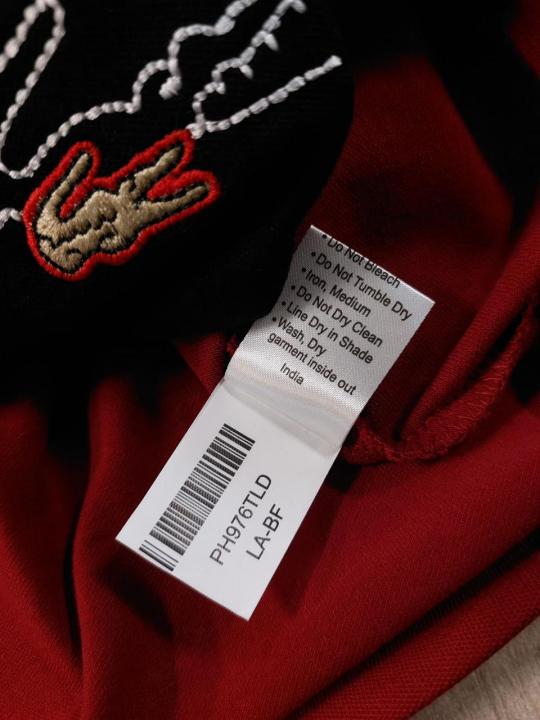 • Do Not Bleach
• Do Not Tumble Dry
• Iron, Medium
• Do Not Dry Clean
• Line Dry in Shade
• Wash, Dry
garment inside out
India
PH976TLD
LA-BF